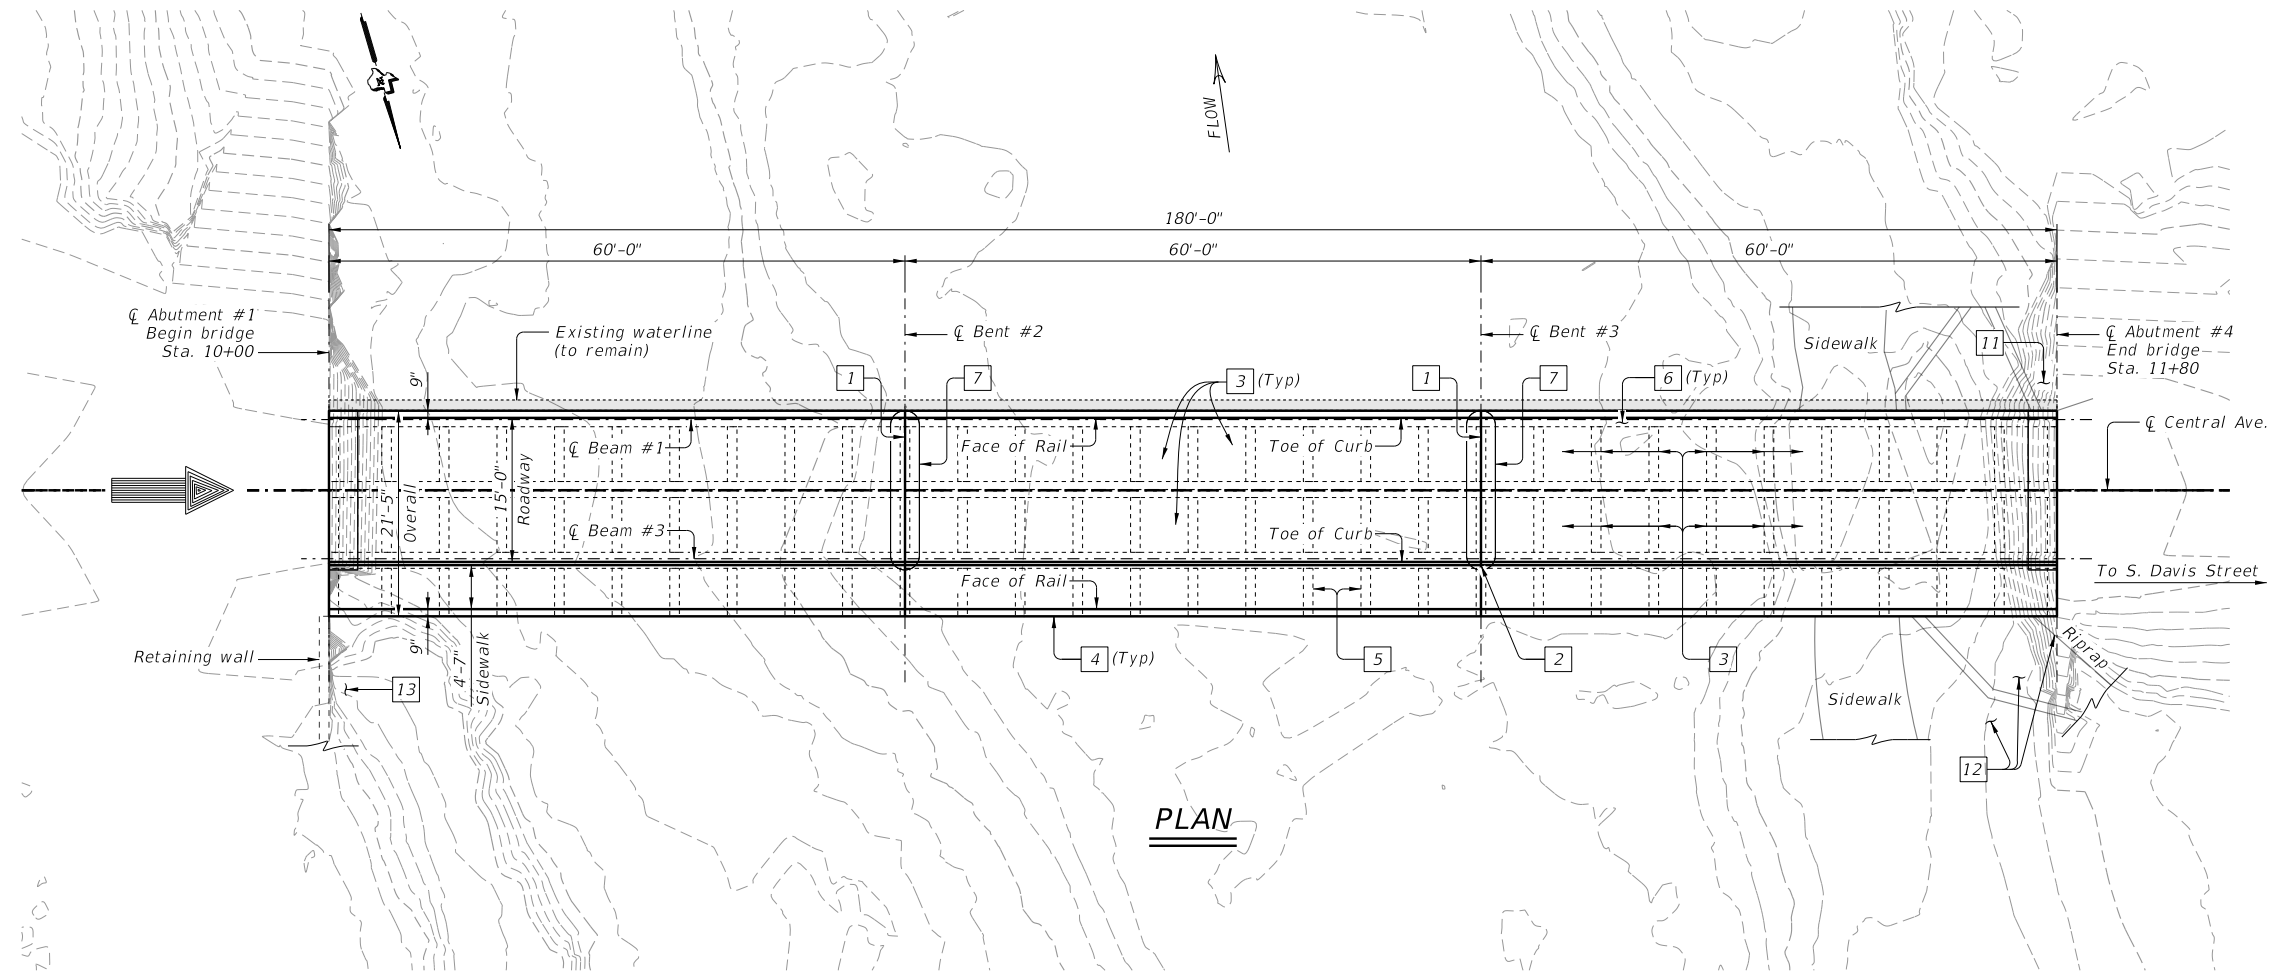 FLOW
180'-0"
60'-0"
60'-0"
60'-0"
℄ Abutment #1
Begin bridge
Sta. 10+00
Existing waterline
(to remain)
℄ Bent #2
℄ Bent #3
Sidewalk
11
℄ Abutment #4
End bridge
Sta. 11+80
9"
1
7
3 (Typ)
1
7
6 (Typ)
℄ Central Ave.
℄ Beam #1
Face of Rail
Toe of Curb
21'-5"
Overall
15'-0"
Roadway
℄ Beam #3
Toe of Curb
Face of Rail
To S. Davis Street
9"
4'-7"
Sidewalk
Retaining wall
13
4 (Typ)
5
2
3
Riprap
Sidewalk
12
PLAN